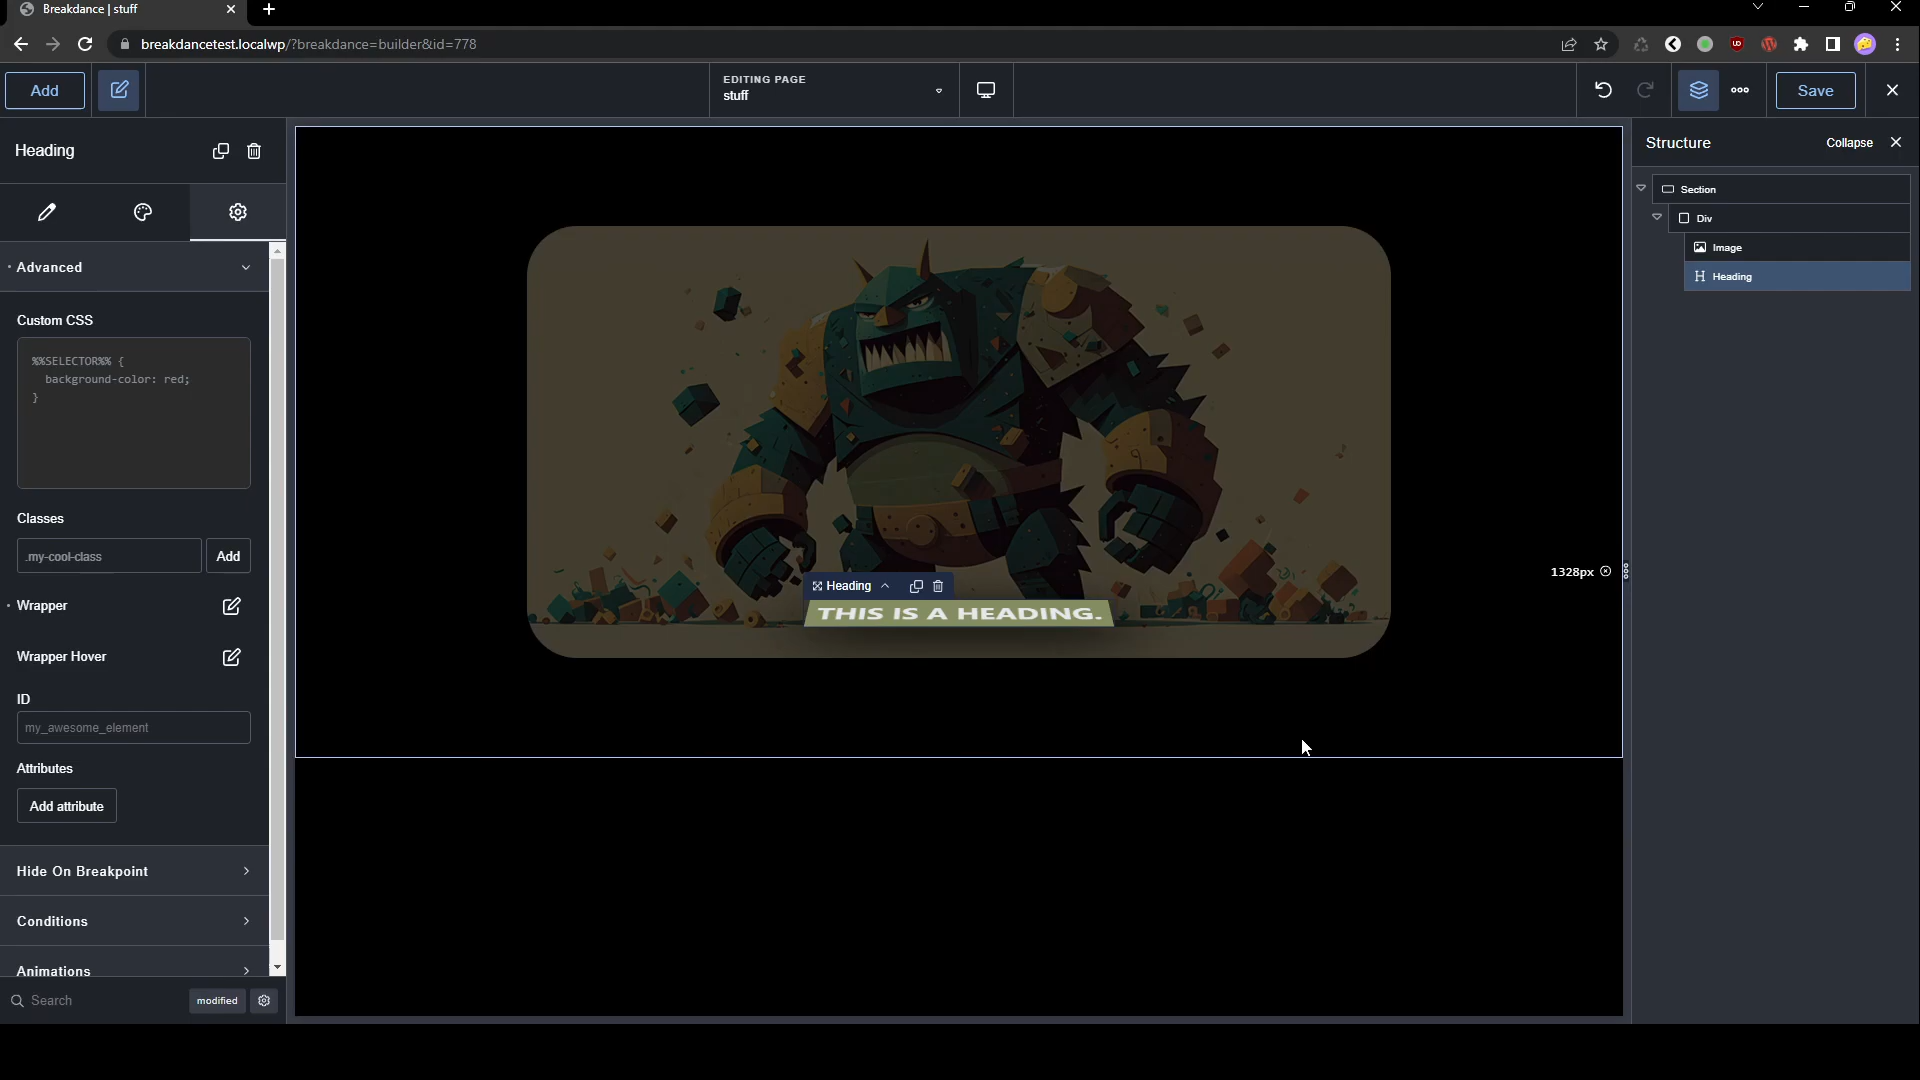 Breakdance | stuff
breakdancetest.localwp/?breakdance=builder&id=778
Add
EDITING PAGE
stuff
Save
Heading
Structure
Collapse
Section
Div
Image
Heading
Advanced
Custom CSS
%%SELECTOR%% {
background-color: red;
}
Classes
.my-cool-class
Add
Wrapper
Wrapper Hover
ID
my_awesome_element
Attributes
Add attribute
Hide On Breakpoint
Conditions
Animations
Search
modified
Heading
THIS IS A HEADING.
1328px